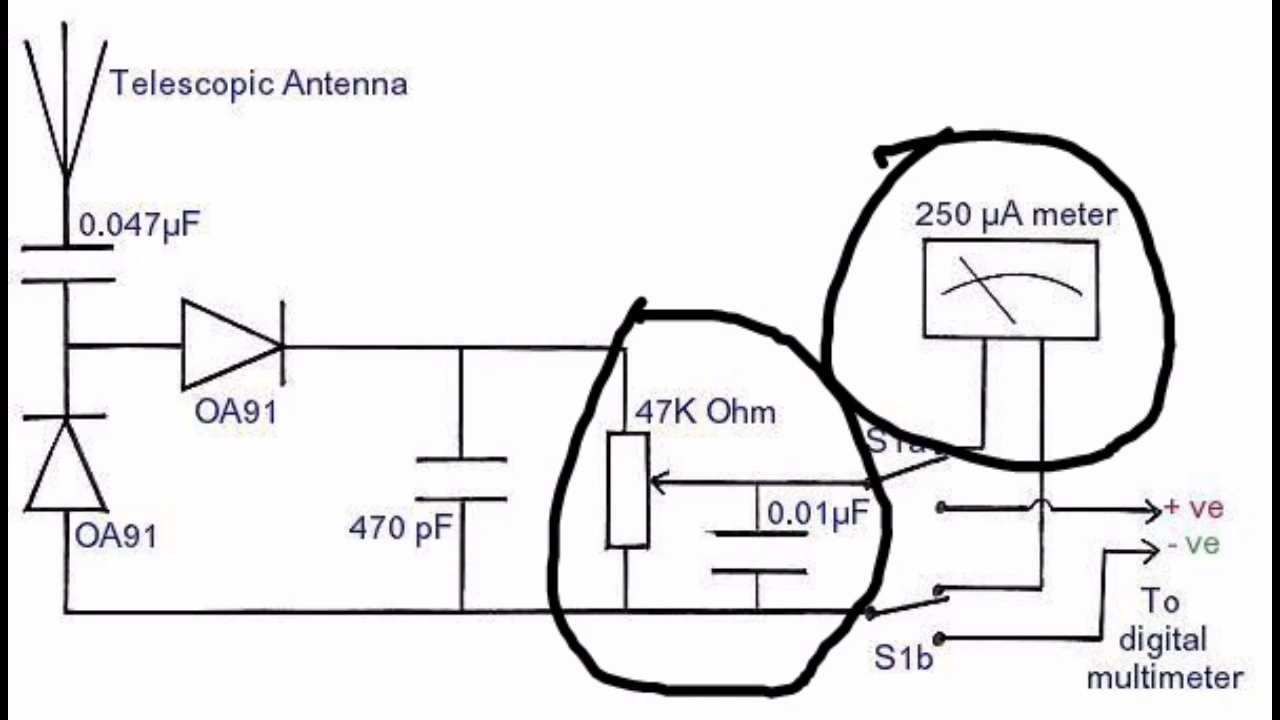 Telescopic Antenna
0.047µF
250 µA meter
OA91
47K Ohm
S1a
0.01µF
470 pF
OA91
+ ve
- ve
To
digital
multimeter
S1b